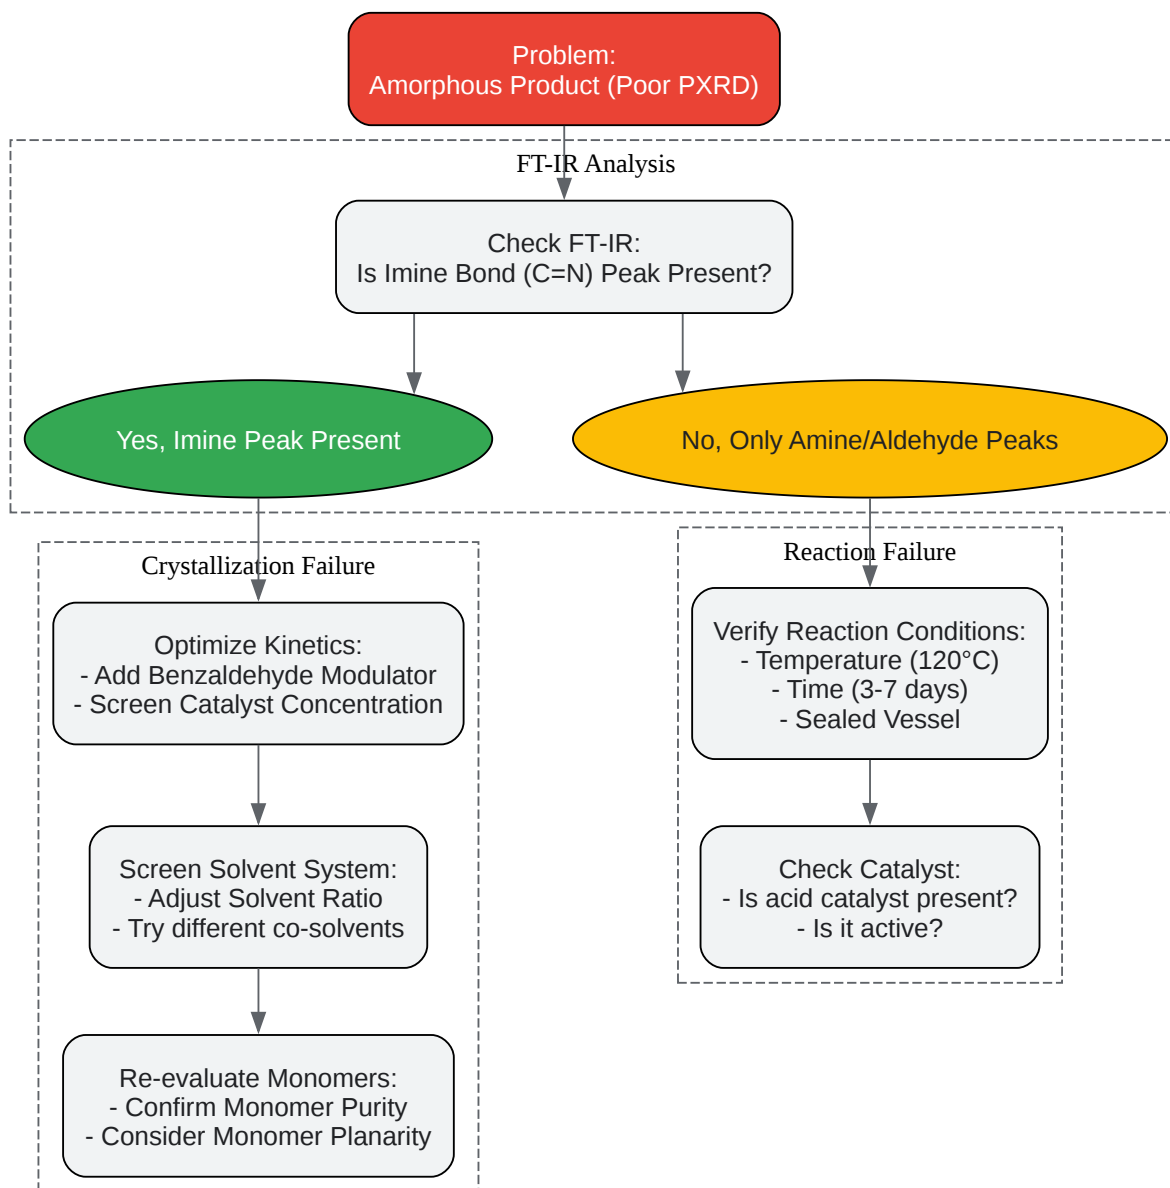 Problem:
Amorphous Product (Poor PXRD)
FT-IR Analysis
Check FT-IR:
Is Imine Bond (C=N) Peak Present?
Yes, Imine Peak Present
No, Only Amine/Aldehyde Peaks
Crystallization Failure
Optimize Kinetics:
- Add Benzaldehyde Modulator
- Screen Catalyst Concentration
Screen Solvent System:
- Adjust Solvent Ratio
- Try different co-solvents
Re-evaluate Monomers:
- Confirm Monomer Purity
- Consider Monomer Planarity
Reaction Failure
Verify Reaction Conditions:
- Temperature (120°C)
- Time (3-7 days)
- Sealed Vessel
Check Catalyst:
- Is acid catalyst present?
- Is it active?